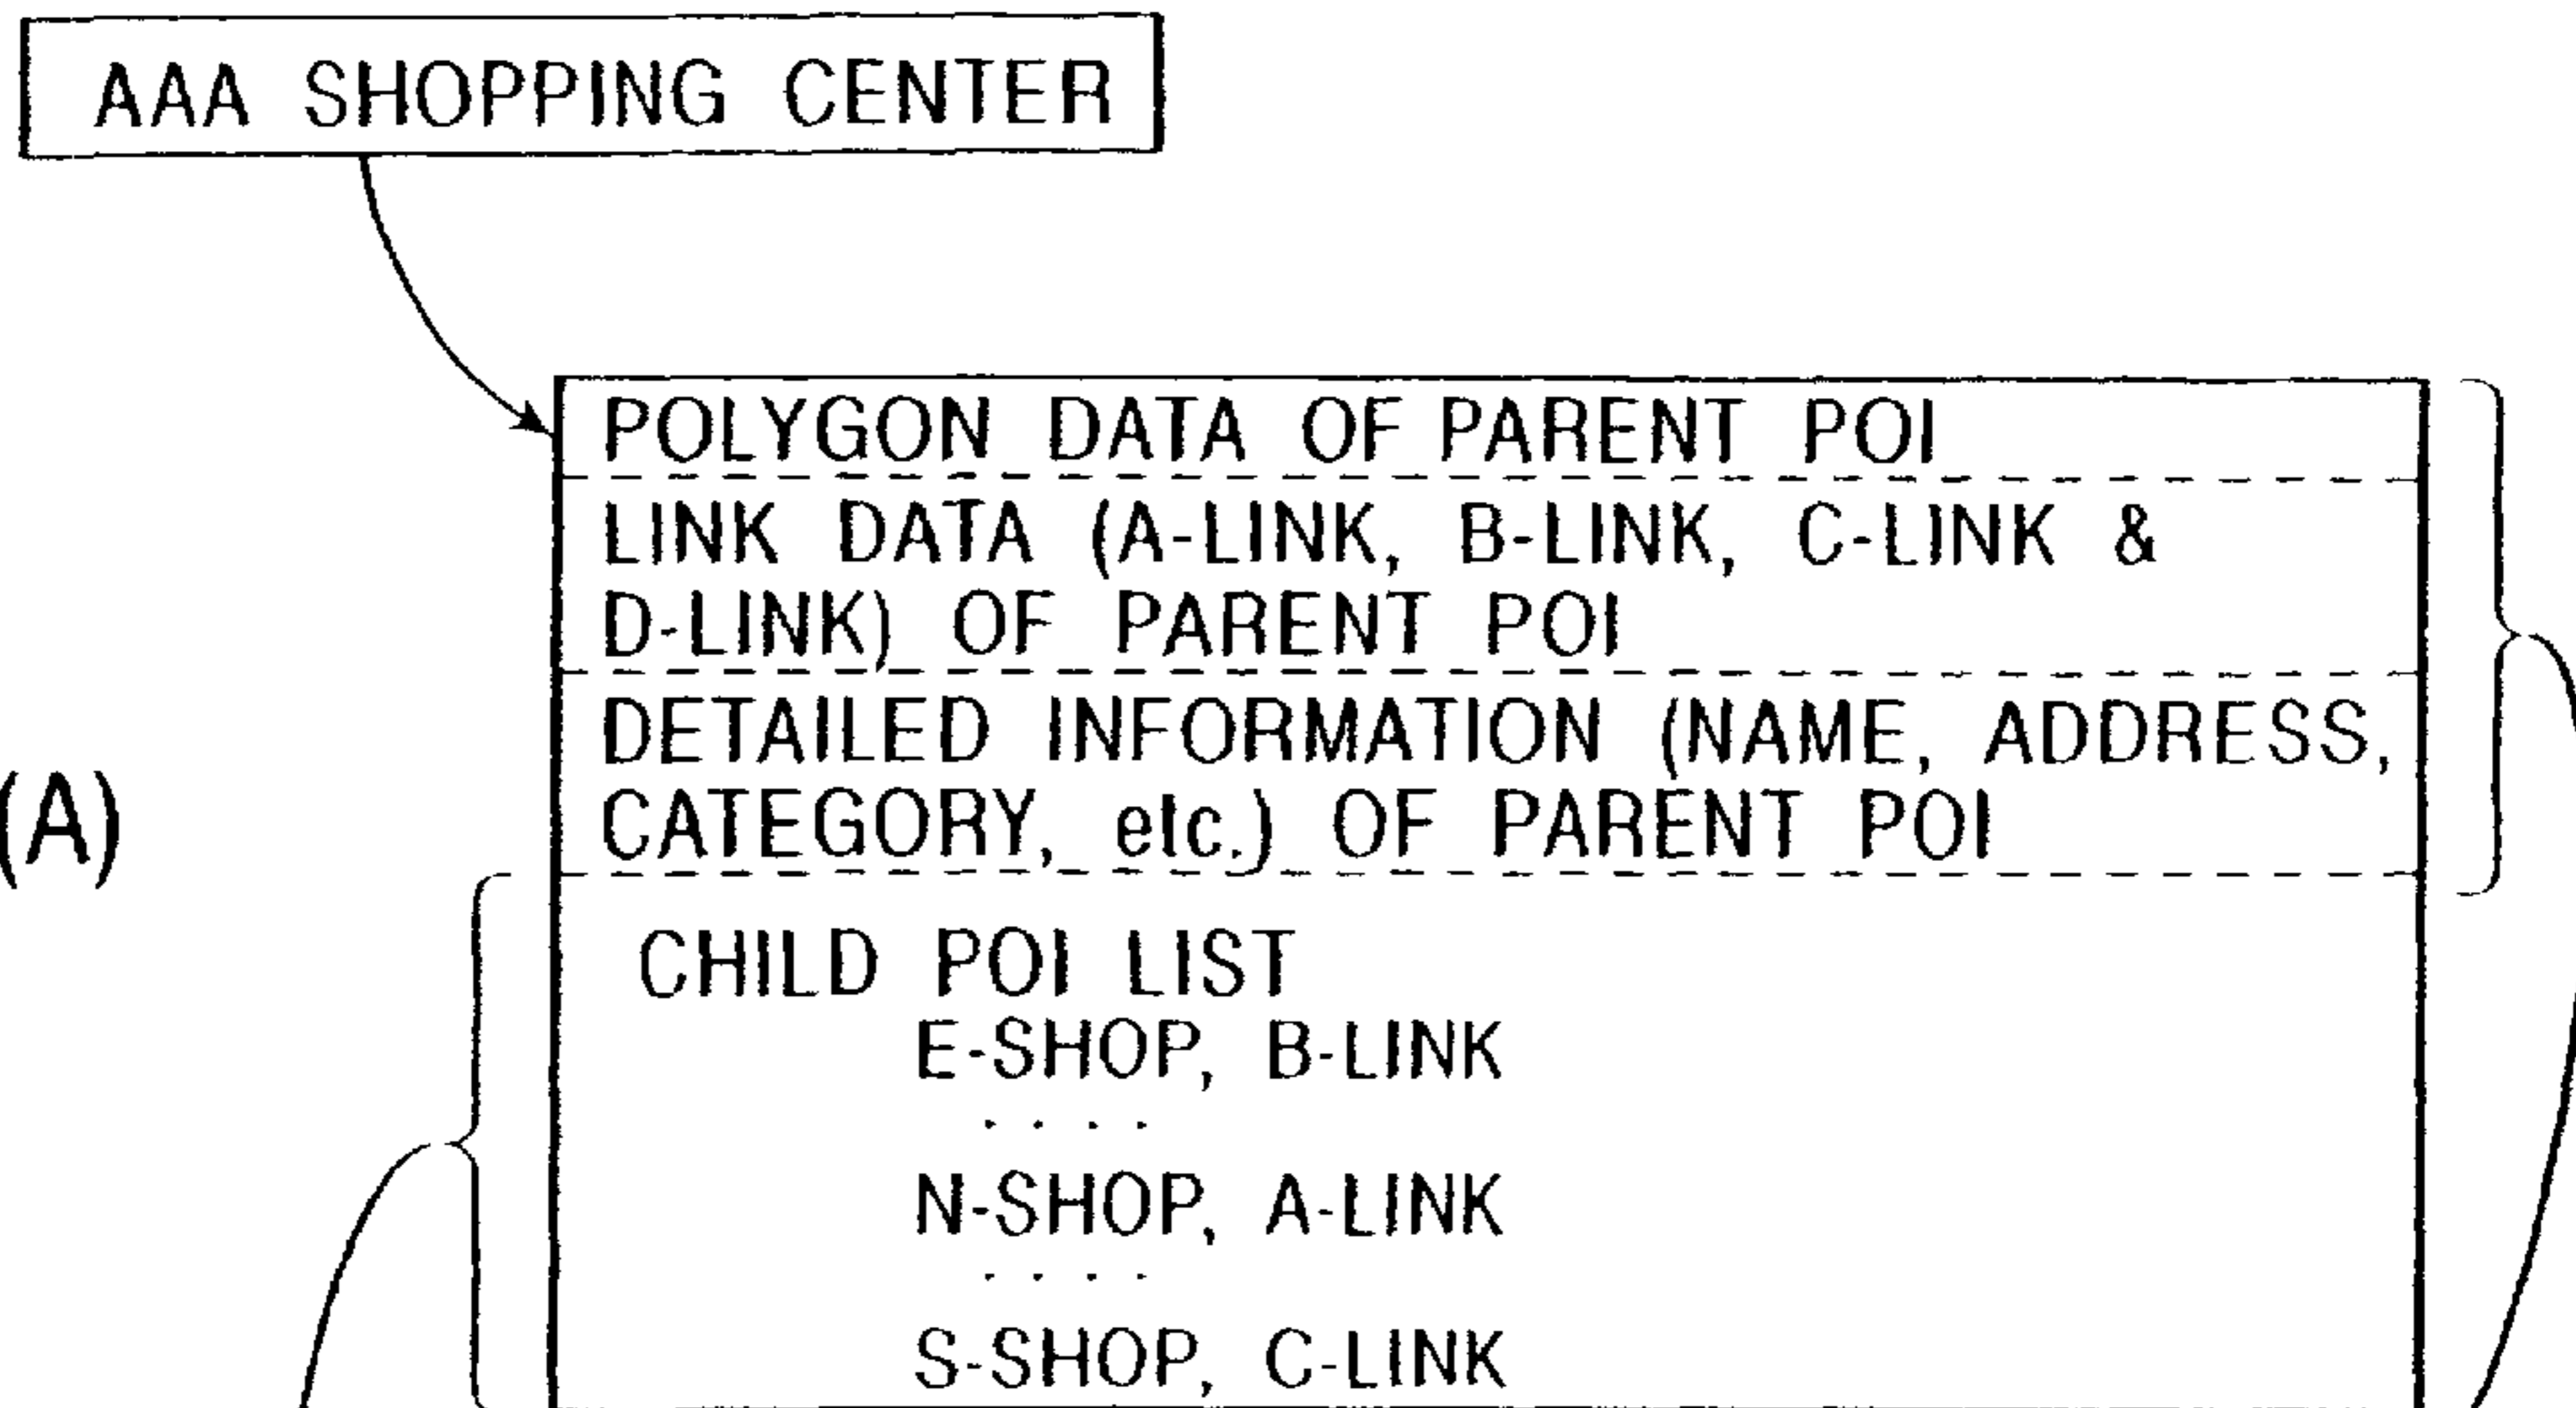 AAA SHOPPING CENTER
POLYGON DATA OF PARENT POI
LINK DATA (A-LINK, B-LINK, C-LINK &
D-LINK) OF PARENT POI
DETAILED INFORMATION (NAME, ADDRESS,
CATEGORY, etc.) OF PARENT POI
(A)
CHILD POI LIST
E-SHOP, B-LINK
. . . .
N-SHOP, A-LINK
. . . .
S-SHOP, C-LINK